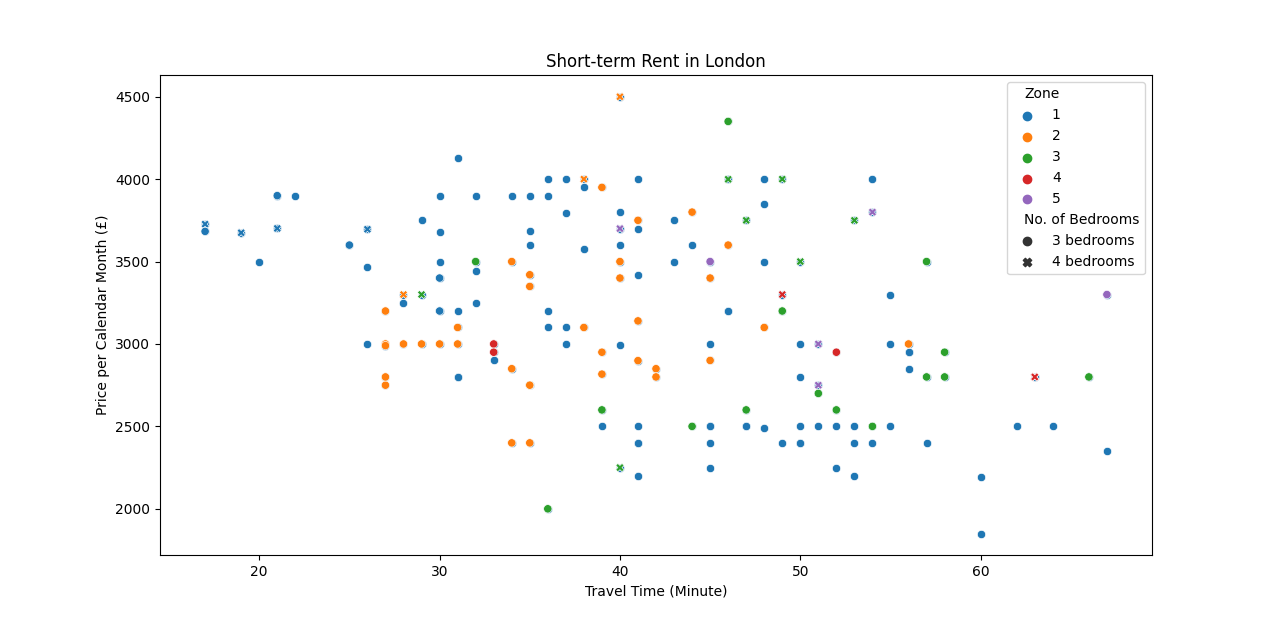 Short-term Rent in London
Price per Calendar Month (£)
4500
4000
3500
3000
2500
2000
20 30 40 50 60
Travel Time (Minute)
Zone
1
2
3
4
5
No. of Bedrooms
3 bedrooms
4 bedrooms